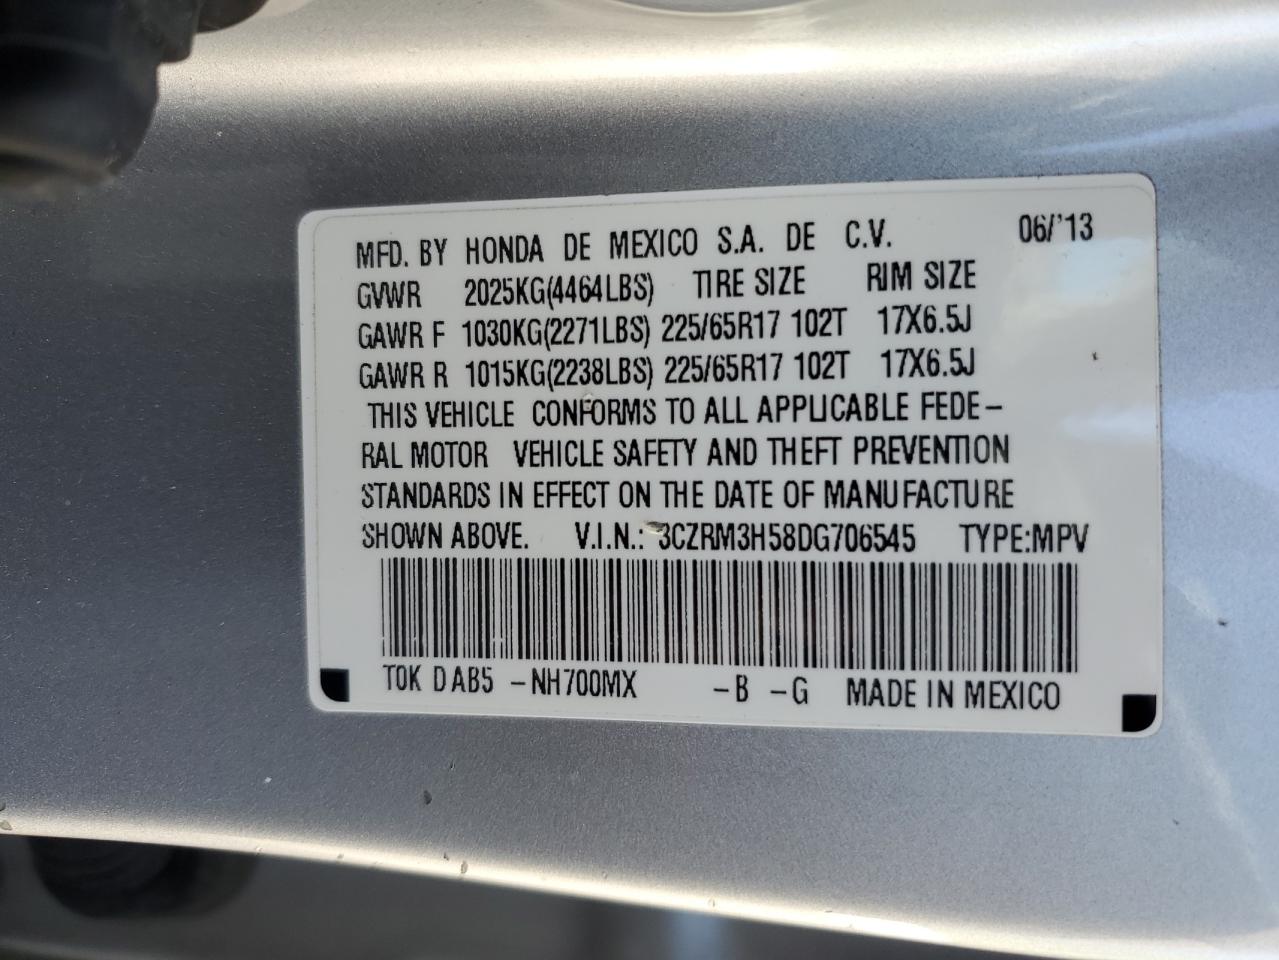 MFD. BY HONDA DE MEXICO S.A. DE C.V. 06/'13
GVWR 2025KG(4464LBS) TIRE SIZE RIM SIZE
GAWR F 1030KG(2271LBS) 225/65R17 102T 17X6.5J
GAWR R 1015KG(2238LBS) 225/65R17 102T 17X6.5J
THIS VEHICLE CONFORMS TO ALL APPLICABLE FEDE-
RAL MOTOR VEHICLE SAFETY AND THEFT PREVENTION
STANDARDS IN EFFECT ON THE DATE OF MANUFACTURE
SHOWN ABOVE. V.I.N.: 3CZRM3H58DG706545 TYPE:MPV
T0K D AB5 -NH700MX -B -G MADE IN MEXICO